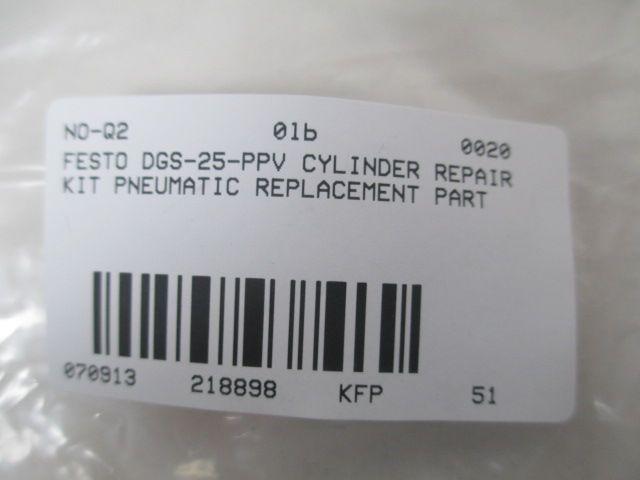 NO-Q2 01b 0020
FESTO DGS-25-PPV CYLINDER REPAIR
KIT PNEUMATIC REPLACEMENT PART
070913 218898 KFP 51